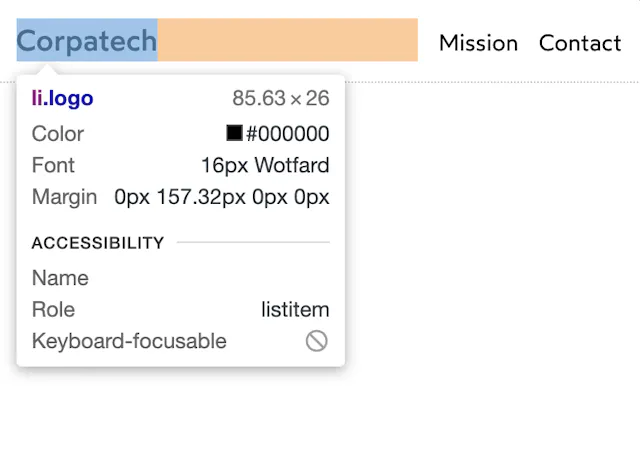 Corpatech Mission Contact
li.logo 85.63 × 26
Color #000000
Font 16px Wotfard
Margin 0px 157.32px 0px 0px
ACCESSIBILITY
Name
Role listitem
Keyboard-focusable